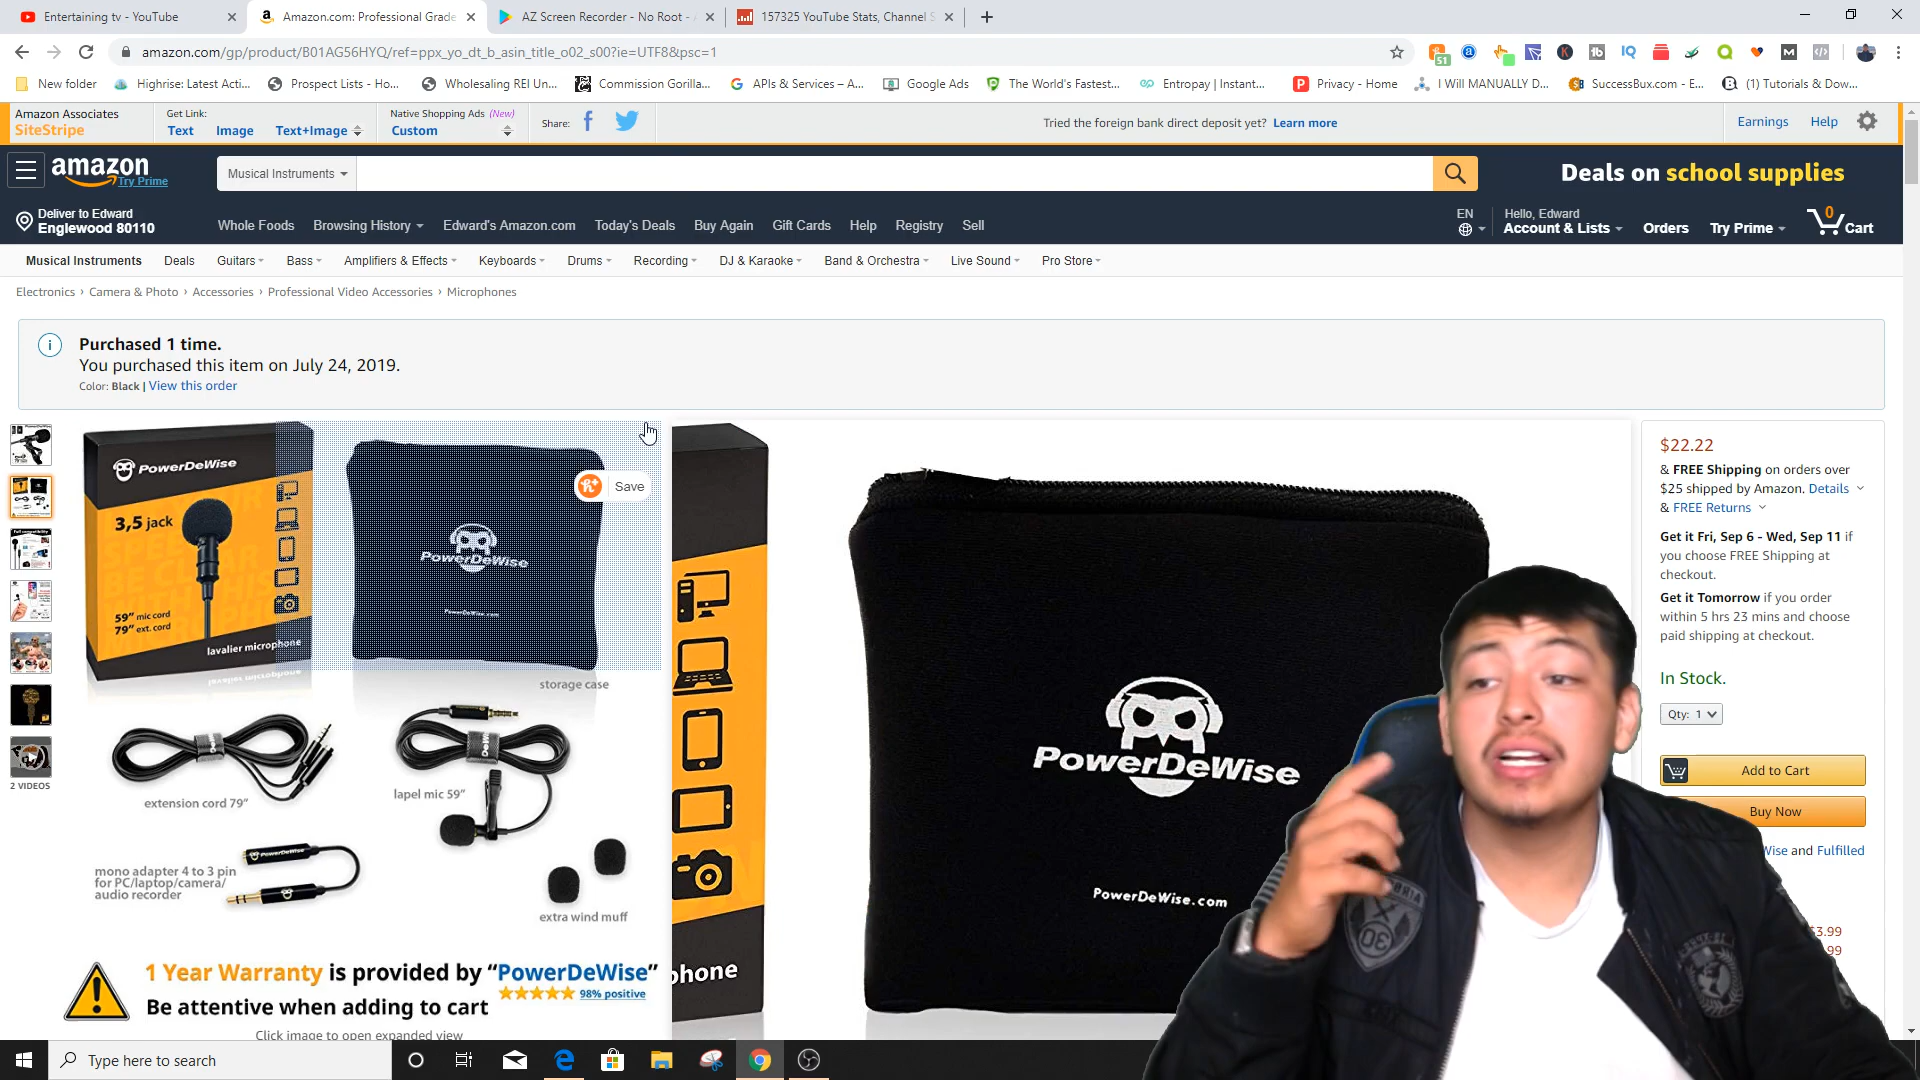 Entertaining tv - YouTube
Amazon.com: Professional Grade
AZ Screen Recorder - No Root -
157325 YouTube Stats, Channel S
amazon.com/gp/product/B01AG56HYQ/ref=ppx_yo_dt_b_asin_title_o02_s00?ie=UTF8&psc=1
51
New folder
Highrise: Latest Acti...
Prospect Lists - Ho...
Wholesaling REI Un...
Commission Gorilla...
APIs & Services – A...
Google Ads
The World's Fastest...
Entropay | Instant...
Privacy - Home
I Will MANUALLY D...
SuccessBux.com - E...
(1) Tutorials & Dow...
Amazon Associates
SiteStripe
Get Link:
Text Image Text+Image
Native Shopping Ads (New)
Custom
Share:
Tried the foreign bank direct deposit yet? Learn more
Earnings
Help
amazon
Try Prime
Musical Instruments
Deals on school supplies
Deliver to Edward
Englewood 80110
Whole Foods
Browsing History
Edward's Amazon.com
Today's Deals
Buy Again
Gift Cards
Help
Registry
Sell
EN
Hello, Edward
Account & Lists
Orders
Try Prime
0
Cart
Musical Instruments
Deals
Guitars
Bass
Amplifiers & Effects
Keyboards
Drums
Recording
DJ & Karaoke
Band & Orchestra
Live Sound
Pro Store
Electronics › Camera & Photo › Accessories › Professional Video Accessories › Microphones
Purchased 1 time.
You purchased this item on July 24, 2019.
Color: Black | View this order
PowerDeWise
3,5 jack
59" mic cord
79" ext. cord
lavalier microphone
PowerDeWise
PowerDeWise.com
Save
storage case
extension cord 79"
lapel mic 59"
mono adapter 4 to 3 pin
for PC/laptop/camera/
audio recorder
PowerDeWise
extra wind muff
2 VIDEOS
1 Year Warranty is provided by “PowerDeWise”
98% positive
Be attentive when adding to cart
Click image to open expanded view
PowerDeWise
PowerDeWise.com
phone
$22.22
& FREE Shipping on orders over
$25 shipped by Amazon. Details
& FREE Returns
Get it Fri, Sep 6 - Wed, Sep 11 if
you choose FREE Shipping at
checkout.
Get it Tomorrow if you order
within 5 hrs 23 mins and choose
paid shipping at checkout.
In Stock.
Qty: 1
Add to Cart
Buy Now
Wise and Fulfilled
$3.99
.99
Type here to search